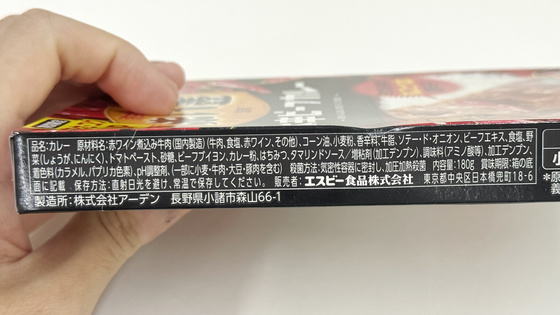 品名:カレー 原材料名:赤ワイン煮込み牛肉(国内製造)(牛肉、食塩、赤ワイン、その他)、コーン油、小麦粉、香辛料、牛脂、ソテー・ド・オニオン、ビーフエキス、食塩、野
菜(しょうが、にんにく)、トマトペースト、砂糖、ビーフブイヨン、カレー粉、はちみつ、タマリンドソース/増粘剤(加工デンプン)、調味料(アミノ酸等)、加工デンプン、
着色料(カラメル、パプリカ色素)、pH調整剤、(一部に小麦・牛肉・大豆・豚肉を含む) 殺菌方法:気密性容器に密封し、加圧加熱殺菌 内容量:180g 賞味期限:箱の底
面に記載 保存方法:直射日光を避け、常温で保存してください。 販売者:エスビー食品株式会社 東京都中央区日本橋兜町18-6
製造所:株式会社アーデン 長野県小諸市森山66-1